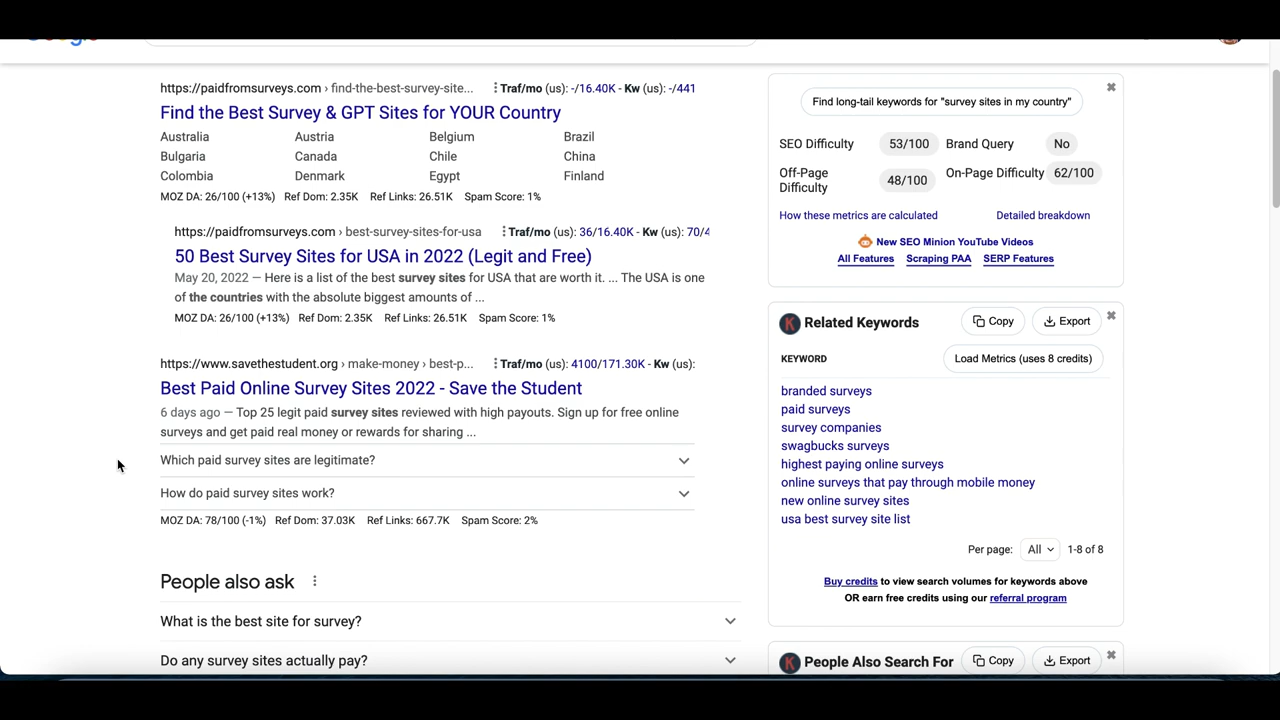 https://paidfromsurveys.com › find-the-best-survey-site... Traf/mo (us): -/16.40K - Kw (us): -/441
Find the Best Survey & GPT Sites for YOUR Country
Australia Austria Belgium Brazil
Bulgaria Canada Chile China
Colombia Denmark Egypt Finland
MOZ DA: 26/100 (+13%) Ref Dom: 2.35K Ref Links: 26.51K Spam Score: 1%
https://paidfromsurveys.com › best-survey-sites-for-usa Traf/mo (us): 36/16.40K - Kw (us): 70/4
50 Best Survey Sites for USA in 2022 (Legit and Free)
May 20, 2022 — Here is a list of the best survey sites for USA that are worth it. ... The USA is one
of the countries with the absolute biggest amounts of ...
MOZ DA: 26/100 (+13%) Ref Dom: 2.35K Ref Links: 26.51K Spam Score: 1%
https://www.savethestudent.org › make-money › best-p... Traf/mo (us): 4100/171.30K - Kw (us):
Best Paid Online Survey Sites 2022 - Save the Student
6 days ago — Top 25 legit paid survey sites reviewed with high payouts. Sign up for free online
surveys and get paid real money or rewards for sharing ...
Which paid survey sites are legitimate?
How do paid survey sites work?
MOZ DA: 78/100 (-1%) Ref Dom: 37.03K Ref Links: 667.7K Spam Score: 2%
People also ask
What is the best site for survey?
Do any survey sites actually pay?
Find long-tail keywords for "survey sites in my country"
SEO Difficulty 53/100 Brand Query No
Off-Page Difficulty 48/100 On-Page Difficulty 62/100
How these metrics are calculated Detailed breakdown
New SEO Minion YouTube Videos
All Features Scraping PAA SERP Features
Related Keywords Copy Export
KEYWORD Load Metrics (uses 8 credits)
branded surveys
paid surveys
survey companies
swagbucks surveys
highest paying online surveys
online surveys that pay through mobile money
new online survey sites
usa best survey site list
Per page: All 1-8 of 8
Buy credits to view search volumes for keywords above
OR earn free credits using our referral program
People Also Search For Copy Export